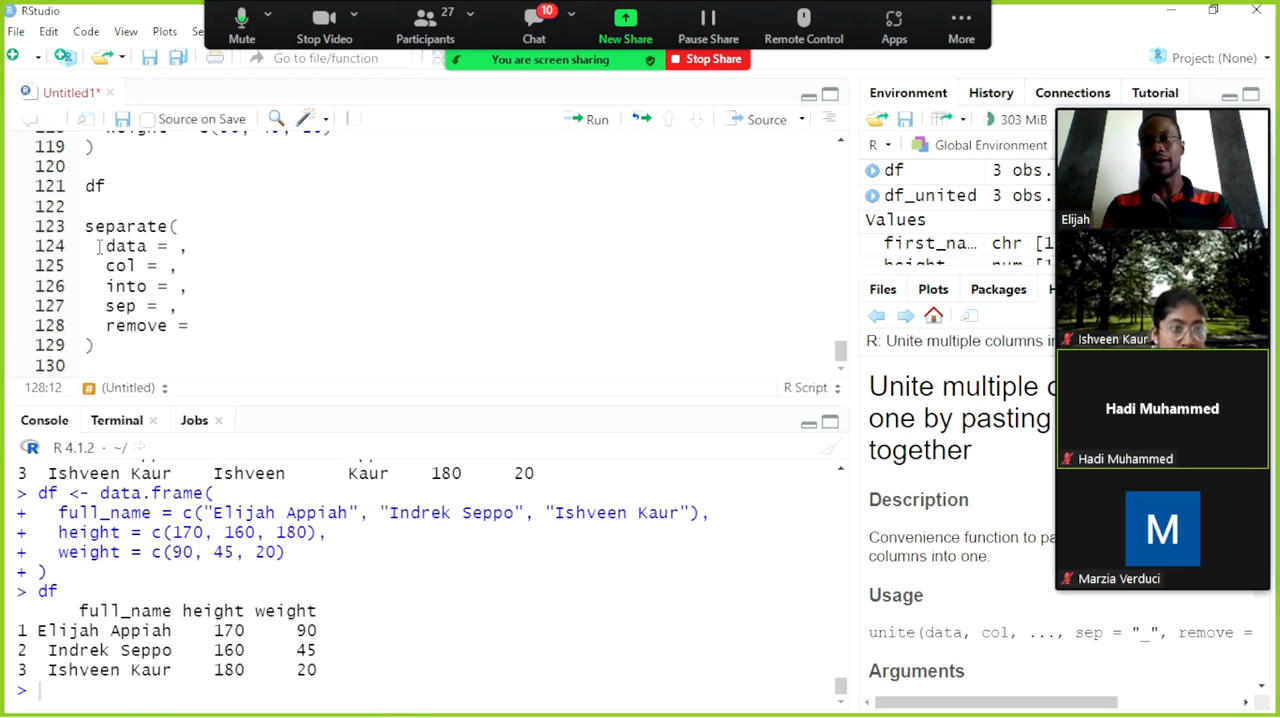 RStudio
File Edit Code View Plots
Mute
Stop Video
27
Participants
10
Chat
New Share
Pause Share
Remote Control
Apps
More
You are screen sharing
Stop Share
Go to file/function
Project: (None)
Untitled1*
Source on Save
Run
Source
119 )
120
121 df
122
123 separate(
124 data = ,
125 col = ,
126 into = ,
127 sep = ,
128 remove =
129 )
130
128:12 (Untitled) R Script
Console Terminal Jobs
R 4.1.2 · ~/
3 Ishveen Kaur Ishveen Kaur 180 20
> df <- data.frame(
+ full_name = c("Elijah Appiah", "Indrek Seppo", "Ishveen Kaur"),
+ height = c(170, 160, 180),
+ weight = c(90, 45, 20)
+ )
> df
full_name height weight
1 Elijah Appiah 170 90
2 Indrek Seppo 160 45
3 Ishveen Kaur 180 20
>
Environment History Connections Tutorial
303 MiB
R Global Environment
df 3 obs.
df_united 3 obs.
Values
first_na… chr [1
height num [1
Files Plots Packages
R: Unite multiple columns in
Unite multiple c
one by pasting
together
Description
Convenience function to pa
columns into one.
Usage
unite(data, col, ..., sep = "_", remove =
Arguments
Elijah
Ishveen Kaur
Hadi Muhammed
Hadi Muhammed
M
Marzia Verduci